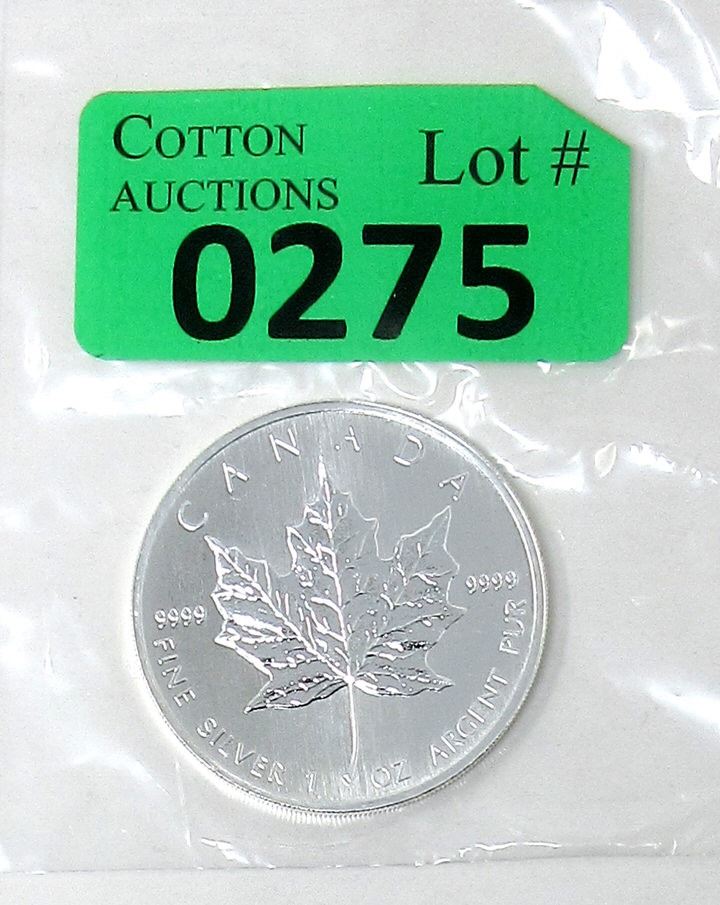 COTTON
AUCTIONS
Lot #
0275
CANADA
9999
9999
FINE SILVER 1 OZ ARGENT PUR